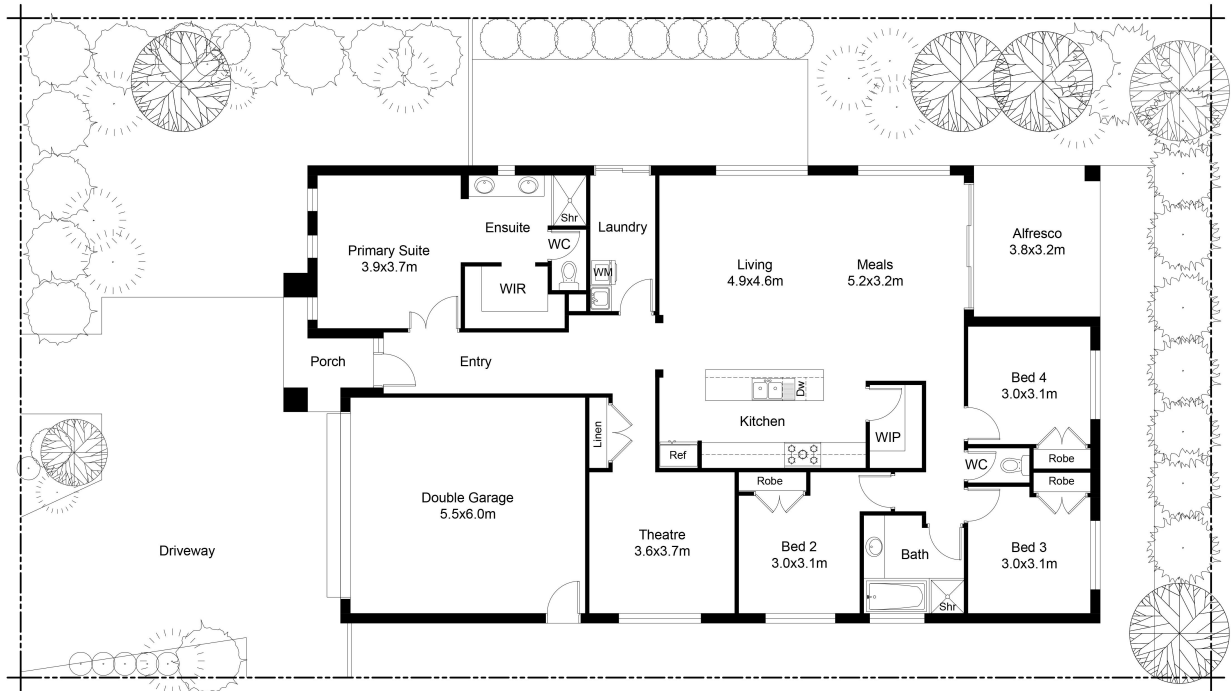 Primary Suite
3.9x3.7m
Ensuite
Shr
WC
WIR
Laundry
WM
Living
4.9x4.6m
Meals
5.2x3.2m
Alfresco
3.8x3.2m
Porch
Entry
Linen
Kitchen
Dw
Ref
WIP
Bed 4
3.0x3.1m
Robe
WC
Robe
Double Garage
5.5x6.0m
Driveway
Theatre
3.6x3.7m
Robe
Bed 2
3.0x3.1m
Bath
Shr
Bed 3
3.0x3.1m